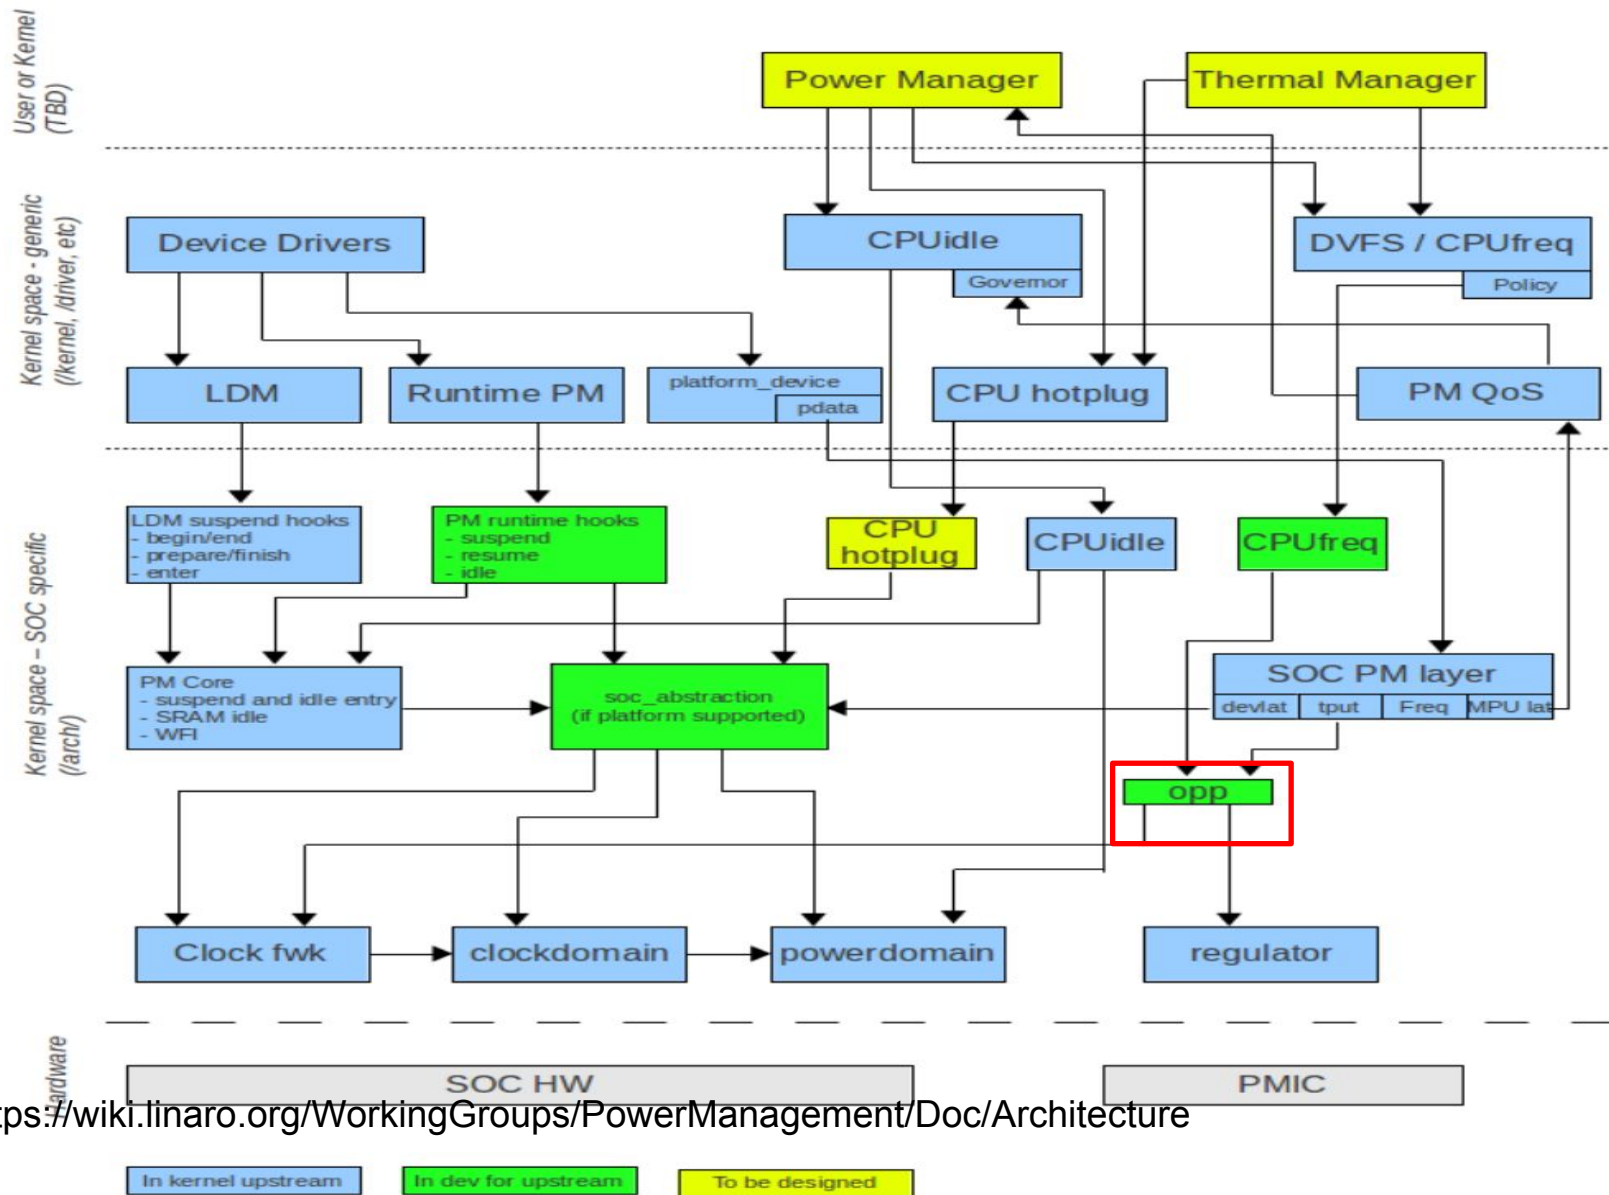 User or Kernel
(TBD)
Power Manager
Thermal Manager
Kernel space - generic
(/kernel, /driver, etc)
Device Drivers
CPUidle
Governor
DVFS / CPUfreq
Policy
LDM
Runtime PM
platform_device
pdata
CPU hotplug
PM QoS
Kernel space – SOC specific
(/arch/)
LDM suspend hooks
- begin/end
- prepare/finish
- enter
PM runtime hooks
- suspend
- resume
- idle
CPU
hotplug
CPUidle
CPUfreq
PM Core
- suspend and idle entry
- SRAM idle
- WFI
soc_abstraction
(if platform supported)
SOC PM layer
devlat
tput
Freq
MPU lat
opp
Clock fwk
clockdomain
powerdomain
regulator
Hardware
SOC HW
PMIC
tps://wiki.linaro.org/WorkingGroups/PowerManagement/Doc/Architecture
In kernel upstream
In dev for upstream
To be designed